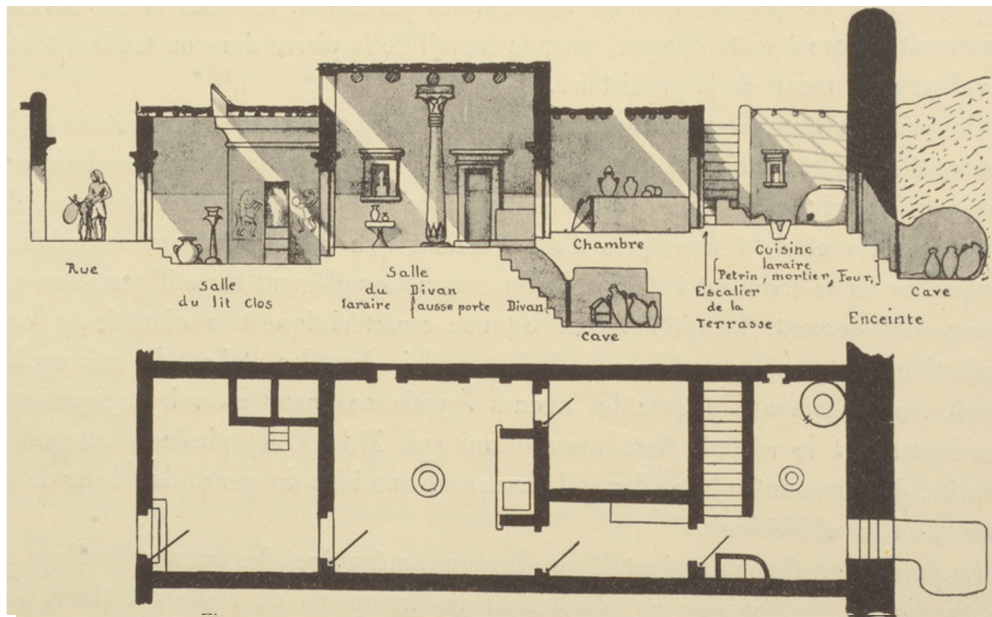 Rue
Salle
du lit Clos
Salle
du Divan
laraire fausse porte Divan
Cave
Chambre
Escalier
de la
Terrasse
Cuisine
laraire
[Petrin, mortier, Four,]
Cave
Enceinte